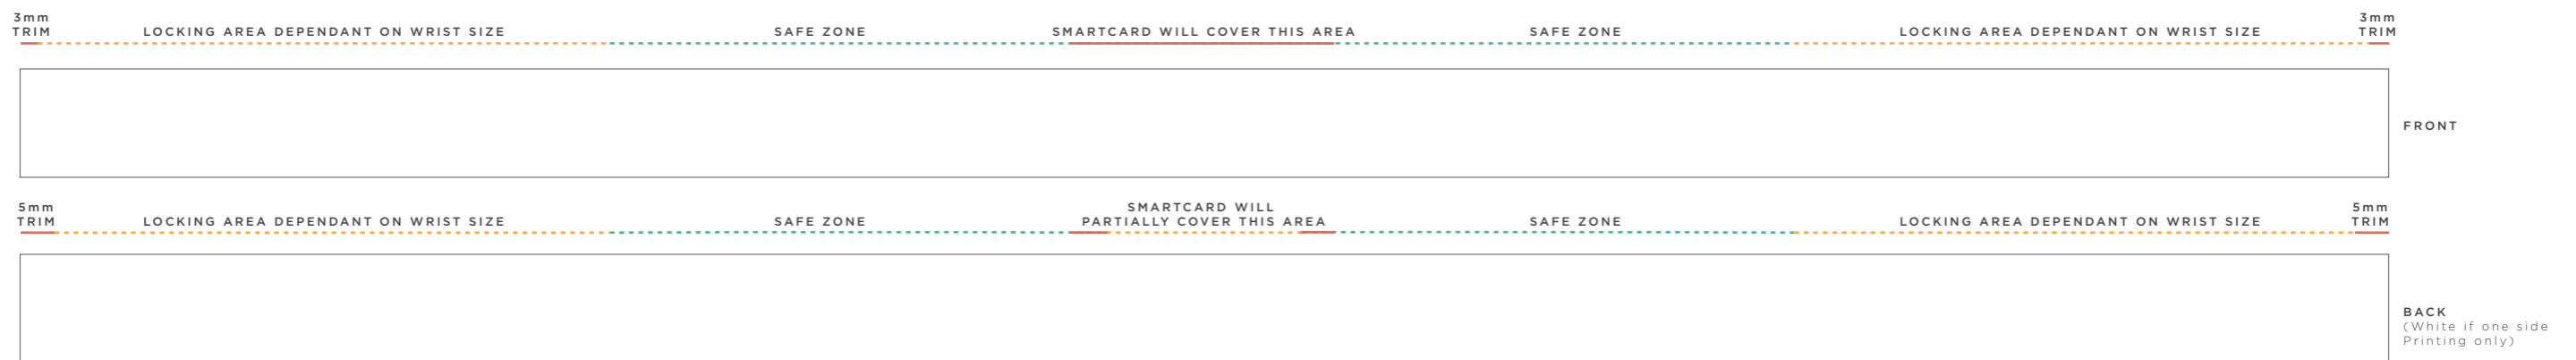 3mm
TRIM
LOCKING AREA DEPENDANT ON WRIST SIZE
SAFE ZONE
SMARTCARD WILL COVER THIS AREA
SAFE ZONE
LOCKING AREA DEPENDANT ON WRIST SIZE
3mm
TRIM
FRONT
5mm
TRIM
LOCKING AREA DEPENDANT ON WRIST SIZE
SAFE ZONE
SMARTCARD WILL
PARTIALLY COVER THIS AREA
SAFE ZONE
LOCKING AREA DEPENDANT ON WRIST SIZE
5mm
TRIM
BACK
(White if one side
Printing only)